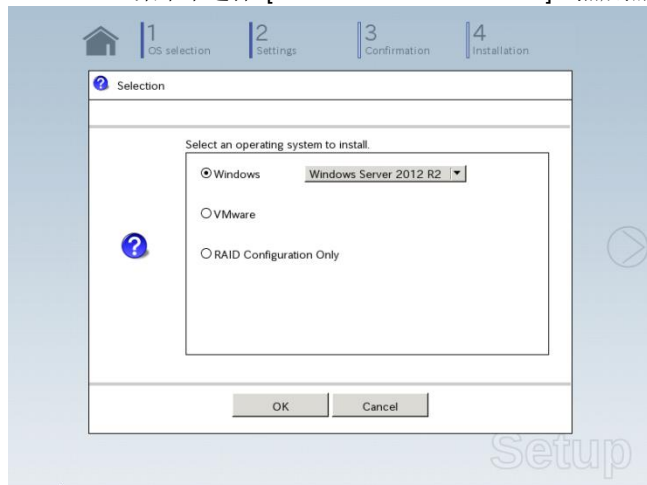 1 2 3 4
OS selection Settings Confirmation Installation
Selection
Select an operating system to install.
Windows Windows Server 2012 R2
VMware
RAID Configuration Only
OK Cancel
Setup